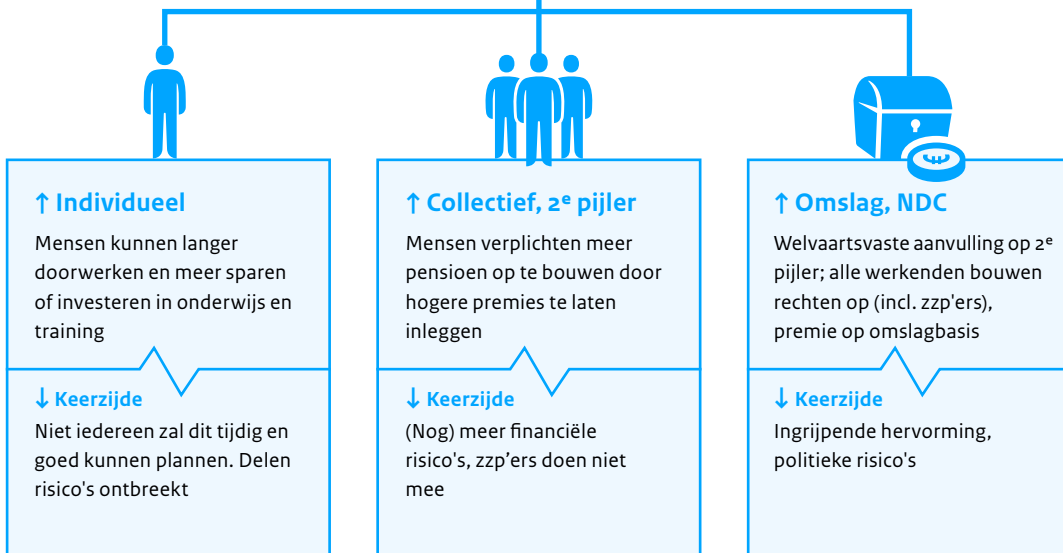 ↑ Individueel
Mensen kunnen langer
doorwerken en meer sparen
of investeren in onderwijs en
training
↓ Keerzijde
Niet iedereen zal dit tijdig en
goed kunnen plannen. Delen
risico's ontbreekt
↑ Collectief, 2ᵉ pijler
Mensen verplichten meer
pensioen op te bouwen door
hogere premies te laten
inleggen
↓ Keerzijde
(Nog) meer financiële
risico's, zzp'ers doen niet
mee
↑ Omslag, NDC
Welvaartsvaste aanvulling op 2ᵉ
pijler; alle werkenden bouwen
rechten op (incl. zzp'ers),
premie op omslagbasis
↓ Keerzijde
Ingrijpende hervorming,
politieke risico's